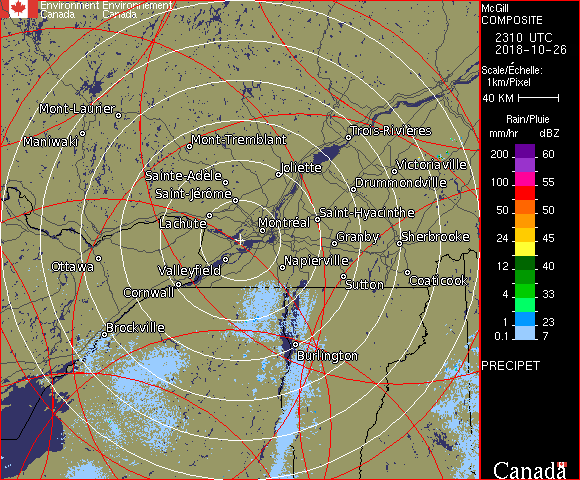 Environment Environnement
Canada Canada
McGill
COMPOSITE
2310 UTC
2018-10-26
Scale/Échelle:
1km/Pixel
40 KM
Rain/Pluie
mm/hr dBZ
200 60
150 57
100 55
50 50
24 45
12 40
4 33
1 23
0.1 7
PRECIPET
Canada
Mont-Laurier
Maniwaki
Mont-Tremblant
Trois-Rivières
Joliette
Victoriaville
Sainte-Adèle
Drummondville
Saint-Jérôme
Lachute
Montréal
Saint-Hyacinthe
Granby
Sherbrooke
Ottawa
Valleyfield
Napierville
Cornwall
Sutton
Coaticook
Brockville
Burlington